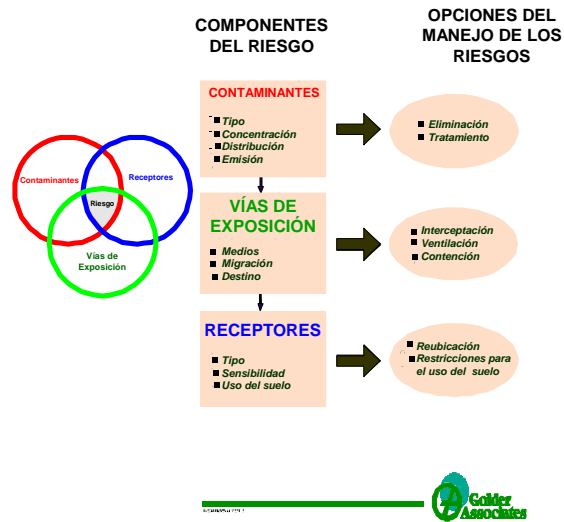 COMPONENTES
DEL RIESGO
OPCIONES DEL
MANEJO DE LOS
RIESGOS
Contaminantes
Receptores
Riesgo
Vías de
Exposición
CONTAMINANTES
Tipo
Concentración
Distribución
Emisión
Eliminación
Tratamiento
VÍAS DE
EXPOSICIÓN
Medios
Migración
Destino
Interceptación
Ventilación
Contención
RECEPTORES
Tipo
Sensibilidad
Uso del suelo
Reubicación
Restricciones para
el uso del suelo
Golder
Associates